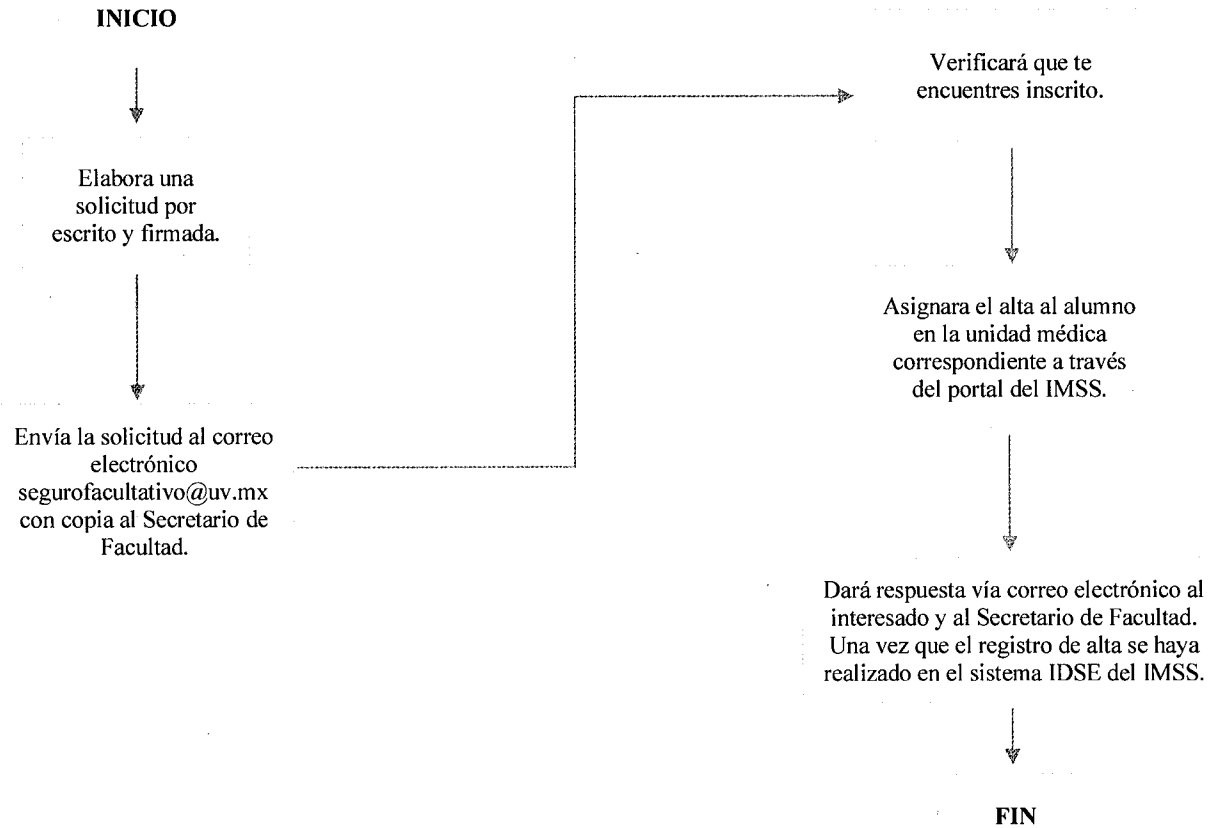 INICIO
Elabora una
solicitud por
escrito y firmada.
Envía la solicitud al correo
electrónico
segurofacultativo@uv.mx
con copia al Secretario de
Facultad.
Verificará que te
encuentres inscrito.
Asignara el alta al alumno
en la unidad médica
correspondiente a través
del portal del IMSS.
Dará respuesta vía correo electrónico al
interesado y al Secretario de Facultad.
Una vez que el registro de alta se haya
realizado en el sistema IDSE del IMSS.
FIN